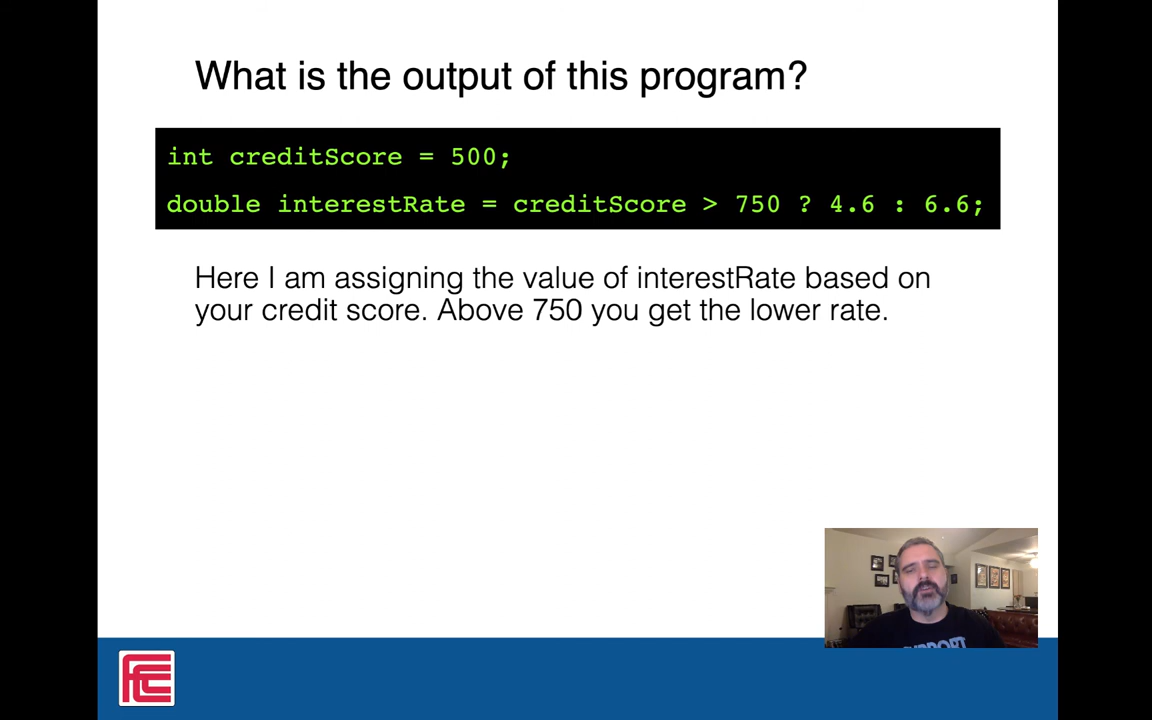 What is the output of this program?
int creditScore = 500;
double interestRate = creditScore > 750 ? 4.6 : 6.6;
Here I am assigning the value of interestRate based on
your credit score. Above 750 you get the lower rate.
FCC